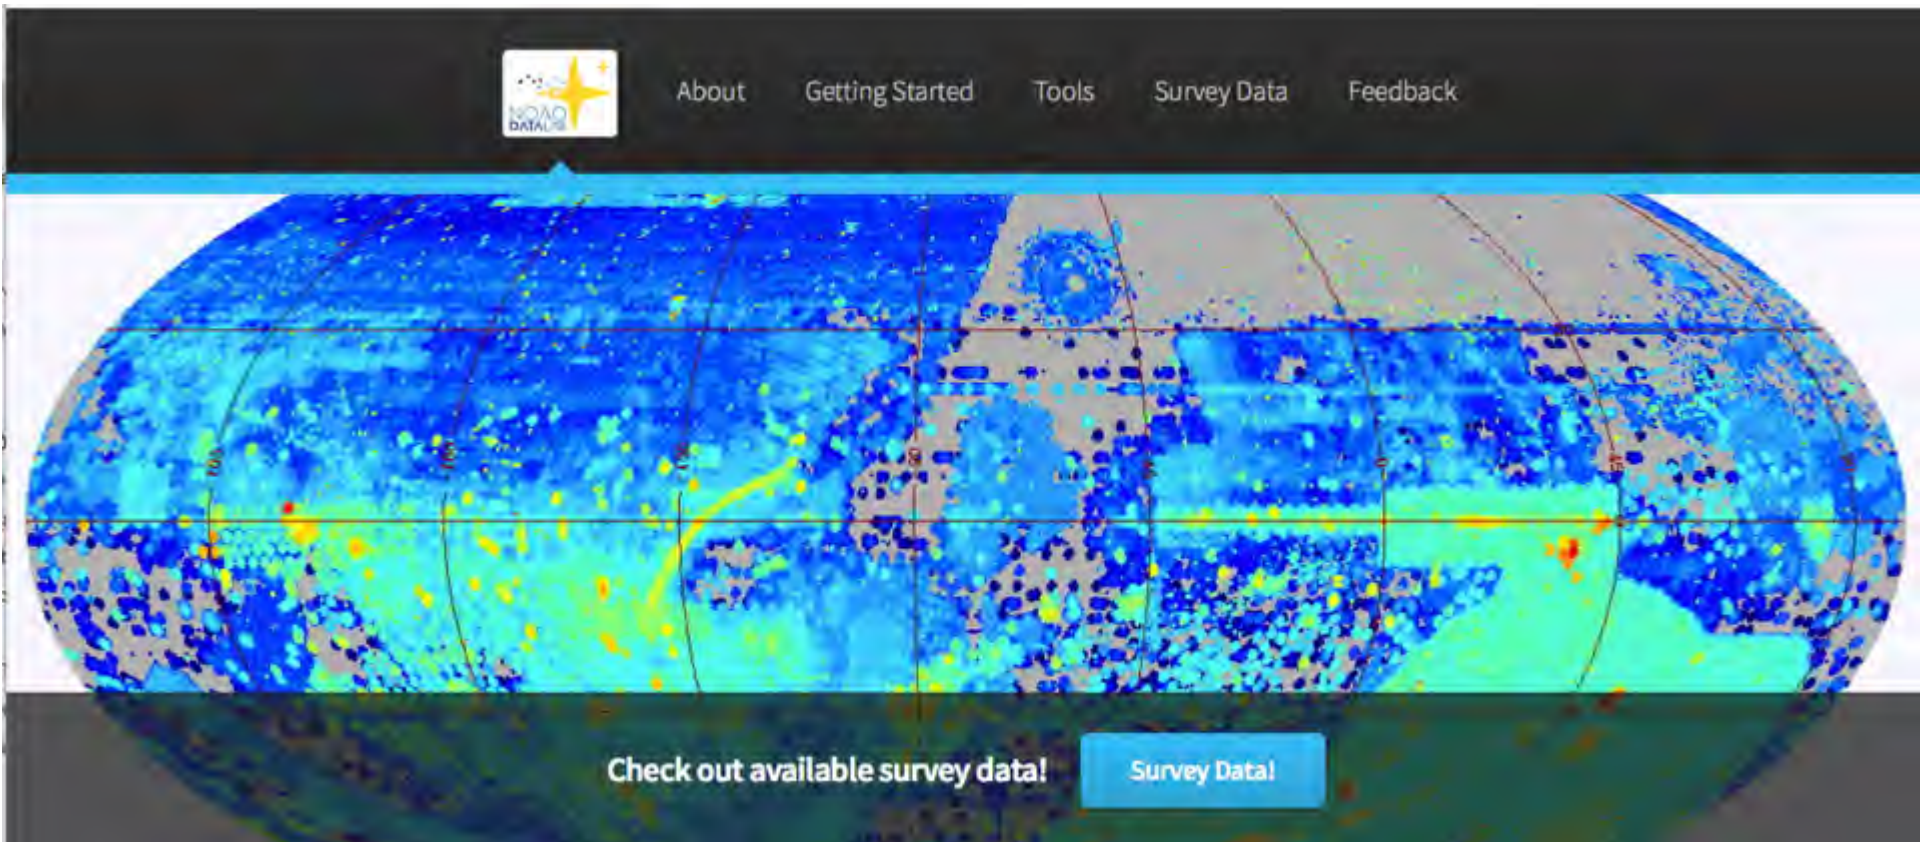 NOAO
DATALAB
About
Getting Started
Tools
Survey Data
Feedback
Check out available survey data!
Survey Data!